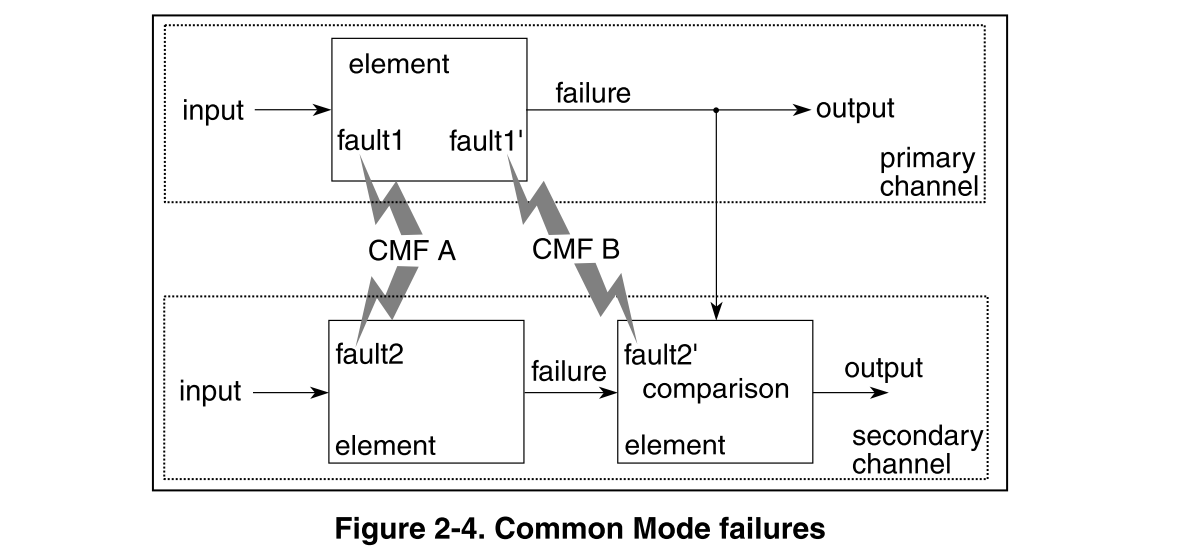 element
failure
input
output
fault1
fault1'
primary
channel
CMF A
CMF B
fault2
fault2'
failure
output
input
comparison
element
element
secondary
channel
Figure 2-4. Common Mode failures